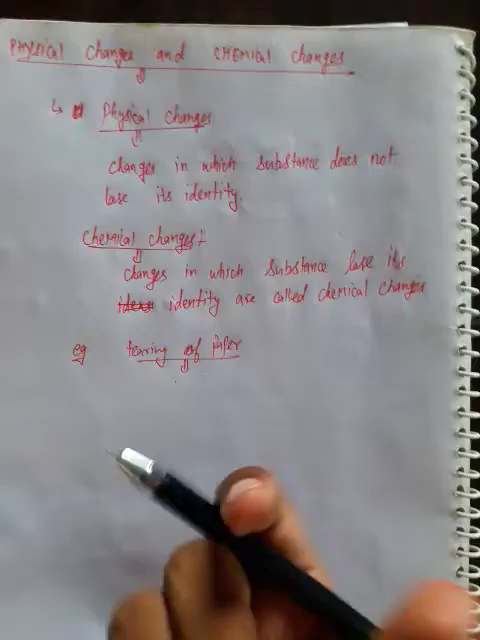 Physical Changes and CHEMICAL Changes
Physical Changes
changes in which substance does not
lose its identity.
Chemical changes:-
changes in which substance lose its
identity are called chemical changes
eg tearing of paper